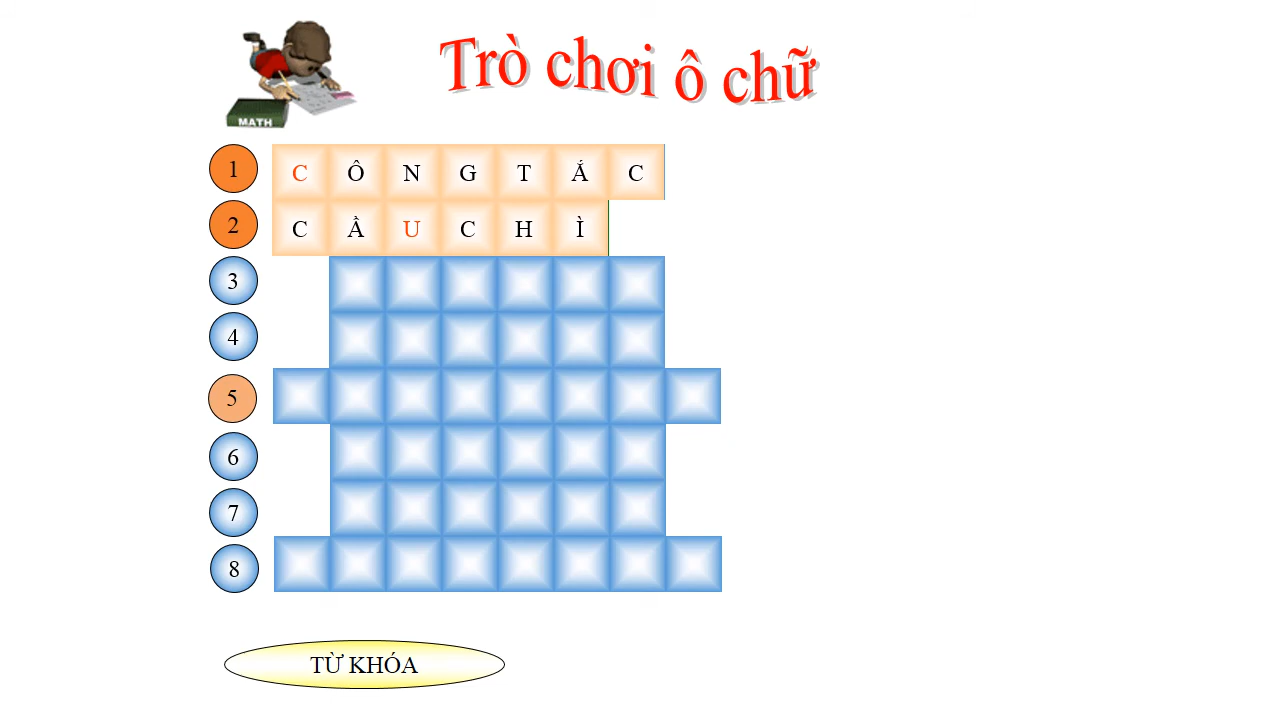 Trò chơi ô chữ
MATH
1 C Ô N G T Ắ C
2 C Ầ U C H Ì
3
4
5
6
7
8
TỪ KHÓA